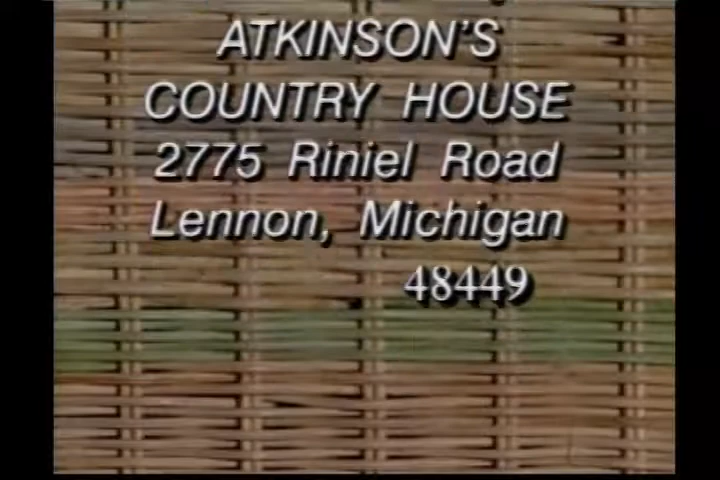 ATKINSON'S
COUNTRY HOUSE
2775 Riniel Road
Lennon, Michigan
48449